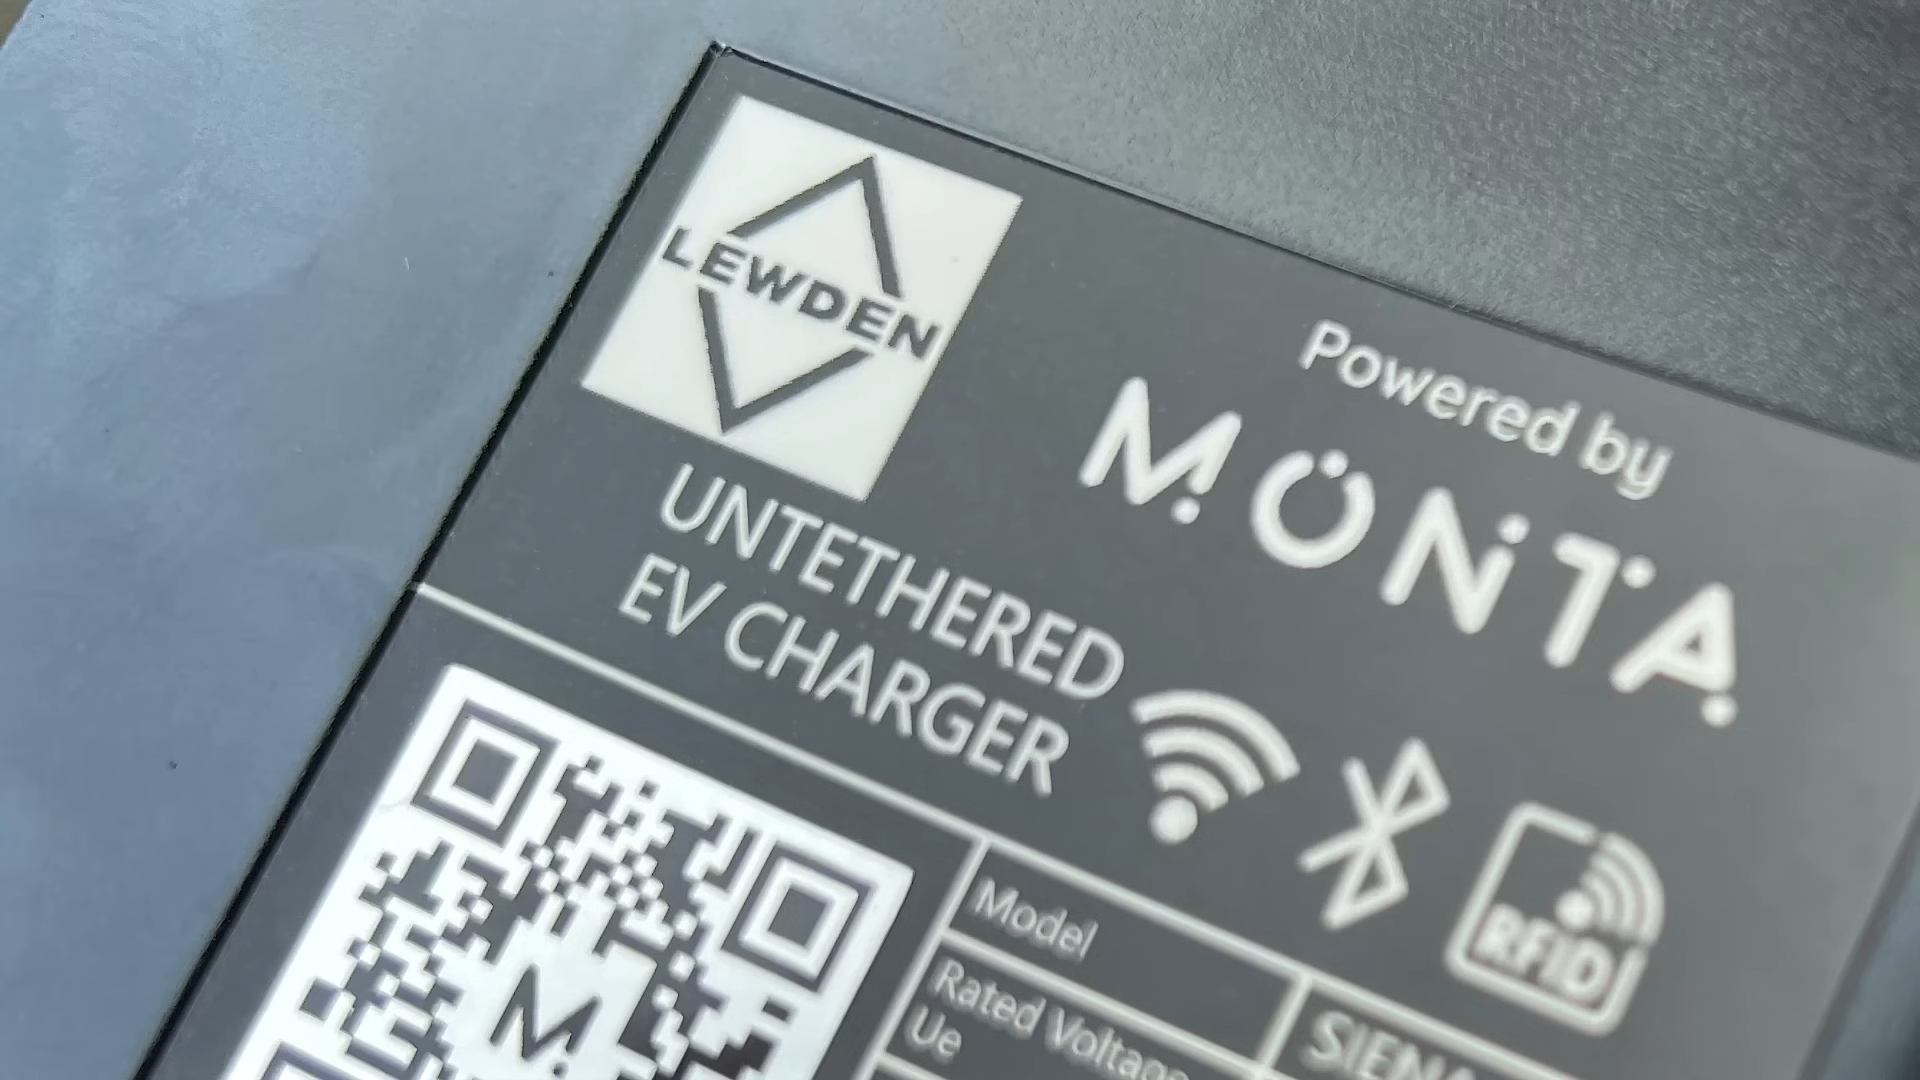 LEWDEN
Powered by
MONTA
UNTETHERED
EV CHARGER
RFID
M
Model
Rated Voltage
Ue